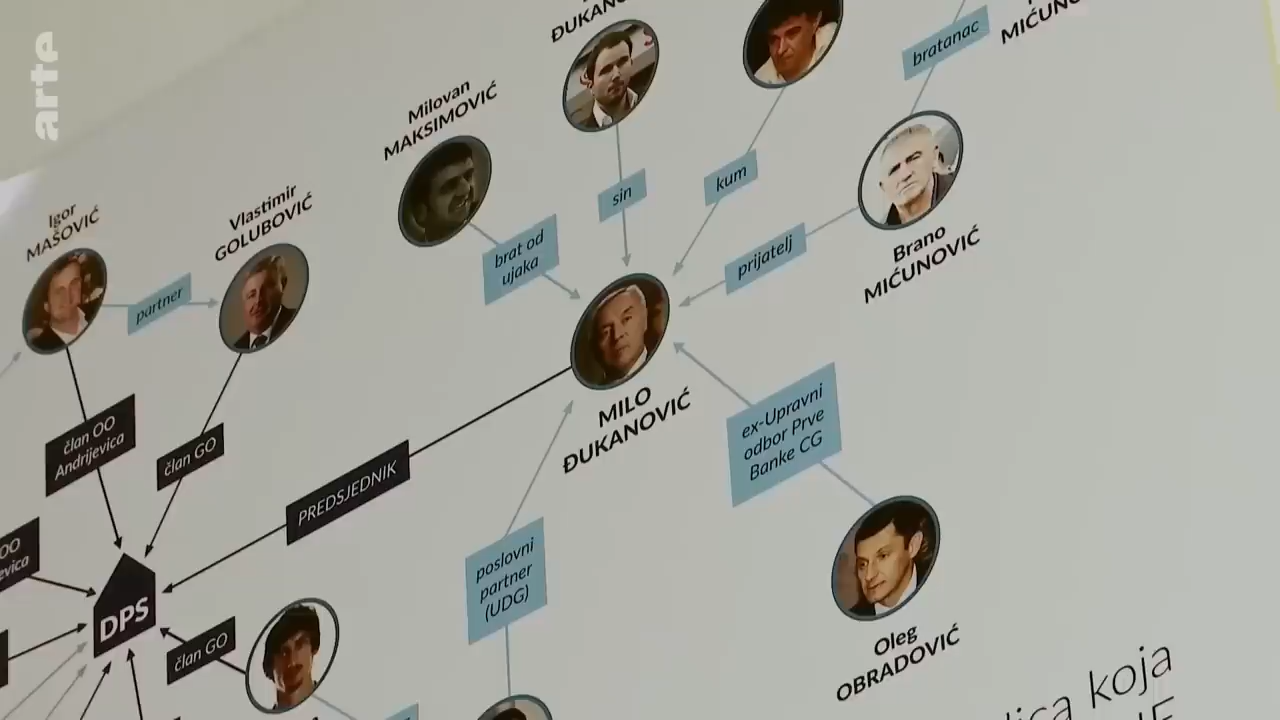 arte
ĐUKANO
Milovan
MAKSIMOVIĆ
bratanac
MIĆUNO
Igor
MAŠOVIĆ
Vlastimir
GOLUBOVIĆ
partner
brat od
ujaka
sin
kum
prijatelj
Brano
MIĆUNOVIĆ
MILO
ĐUKANOVIĆ
član OO
Andrijevica
član GO
PREDSJEDNIK
ex-Upravni
odbor Prve
Banke CG
OO
evica
DPS
član GO
poslovni
partner
(UDG)
Oleg
OBRADOVIĆ
koja